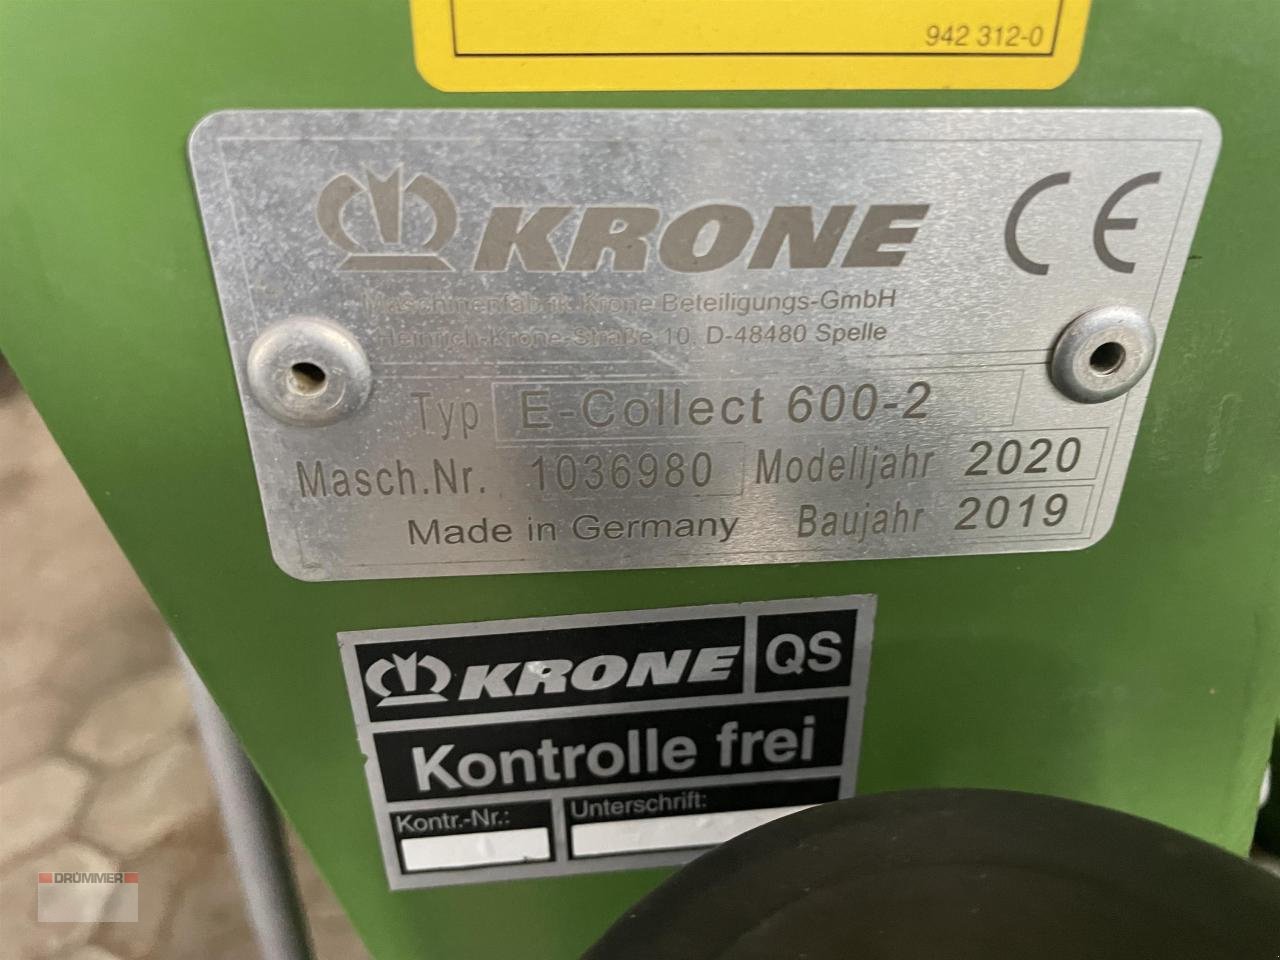 942 312-0
KRONE CE
Maschinenfabrik Krone Beteiligungs-GmbH
Heinrich-Krone-Straße 10, D-48480 Spelle
Typ E-Collect 600-2
Masch.Nr. 1036980 Modelljahr 2020
Made in Germany Baujahr 2019
KRONE QS
Kontrolle frei
Kontr.-Nr.: Unterschrift:
DRÜMMER